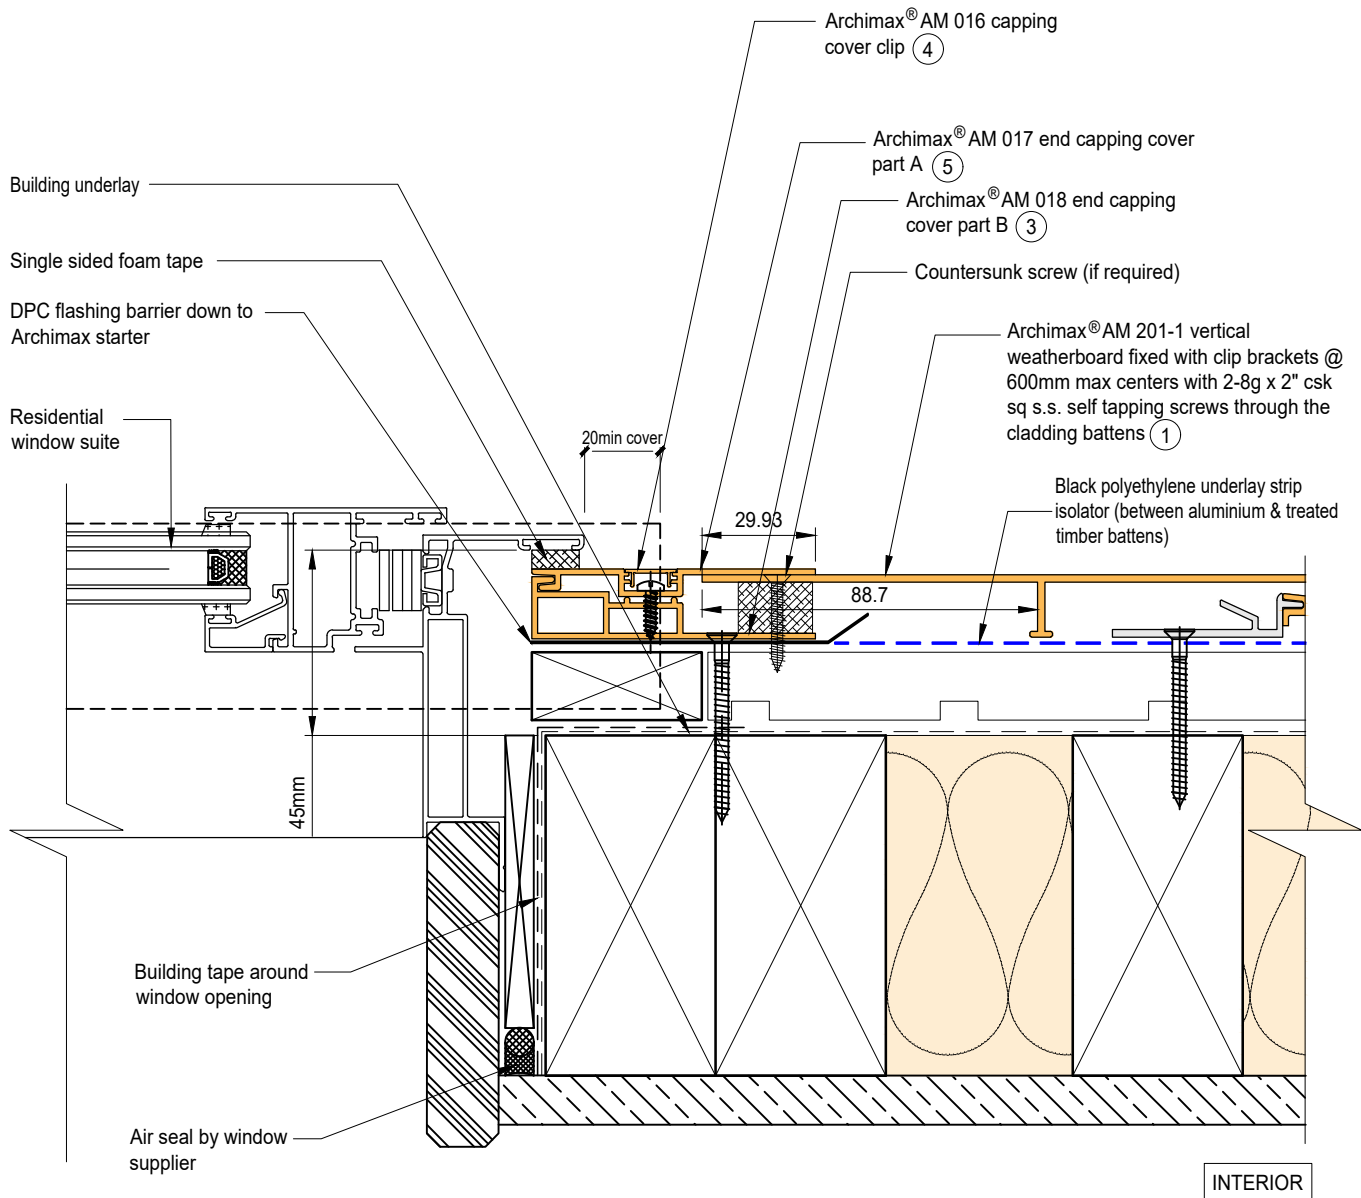 Archimax® AM 016 capping
cover clip 4
Archimax® AM 017 end capping cover
part A 5
Building underlay
Archimax® AM 018 end capping
cover part B 3
Single sided foam tape
Countersunk screw (if required)
DPC flashing barrier down to
Archimax starter
Archimax® AM 201-1 vertical
weatherboard fixed with clip brackets @
600mm max centers with 2-8g x 2" csk
sq s.s. self tapping screws through the
cladding battens 1
Residential
window suite
20min cover
Black polyethylene underlay strip
isolator (between aluminium & treated
timber battens)
29.93
88.7
45mm
Building tape around
window opening
Air seal by window
supplier
INTERIOR